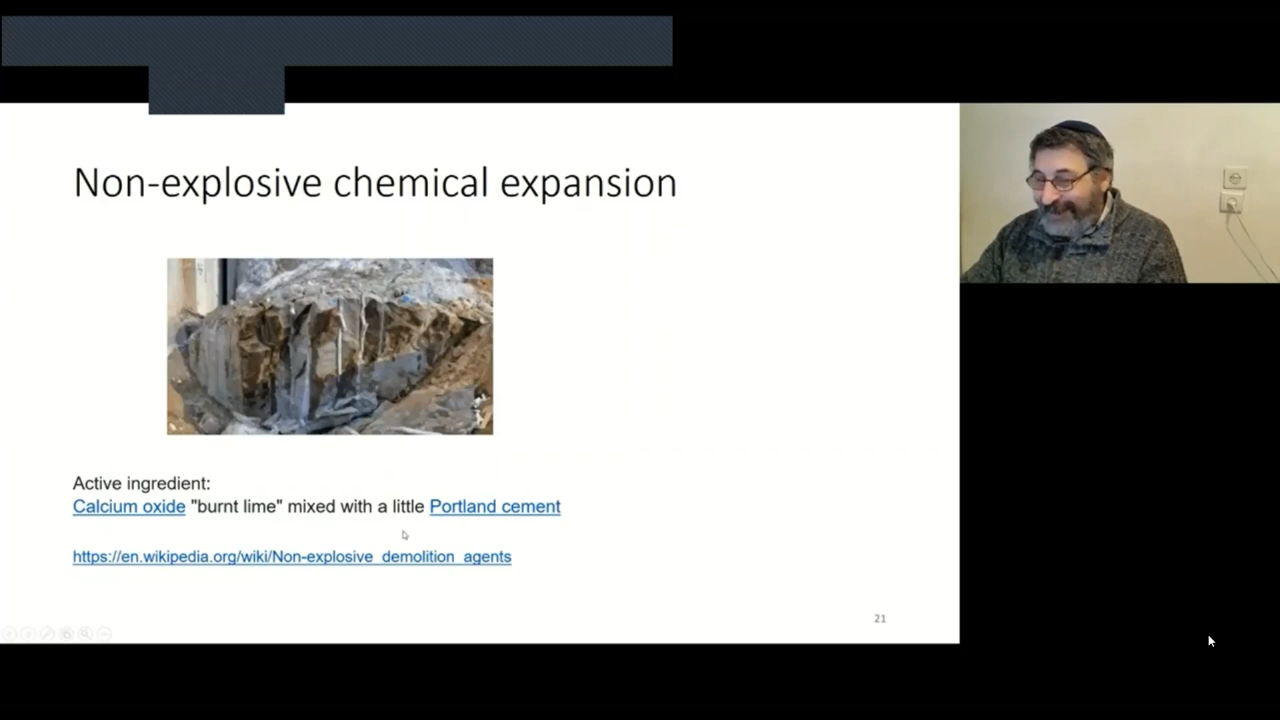 Non-explosive chemical expansion
Active ingredient:
Calcium oxide "burnt lime" mixed with a little Portland cement
https://en.wikipedia.org/wiki/Non-explosive_demolition_agents
21